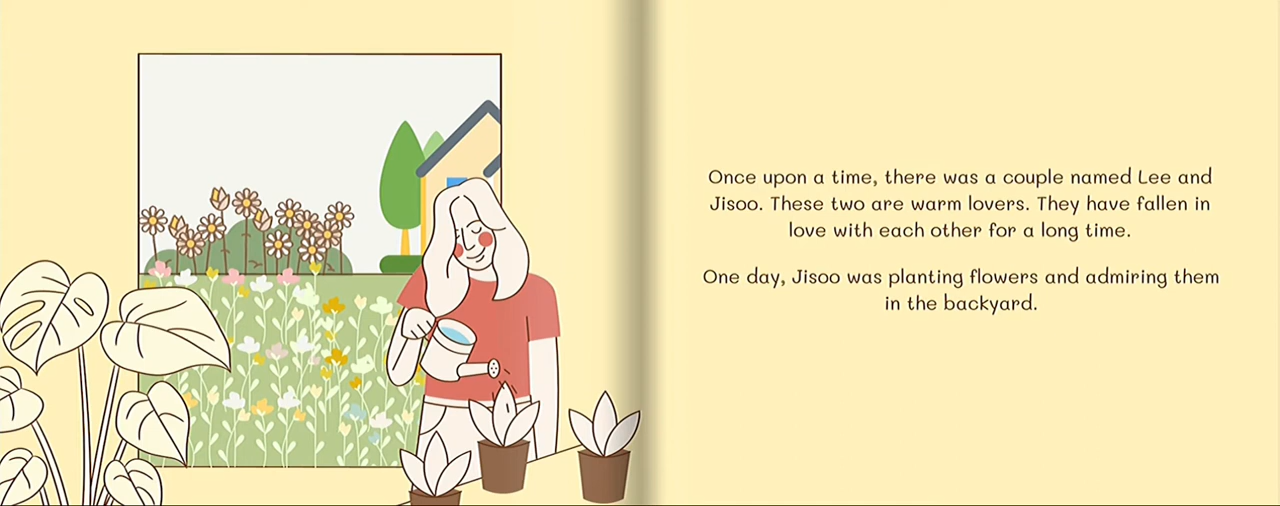 Once upon a time, there was a couple named Lee and
Jisoo. These two are warm lovers. They have fallen in
love with each other for a long time.
One day, Jisoo was planting flowers and admiring them
in the backyard.